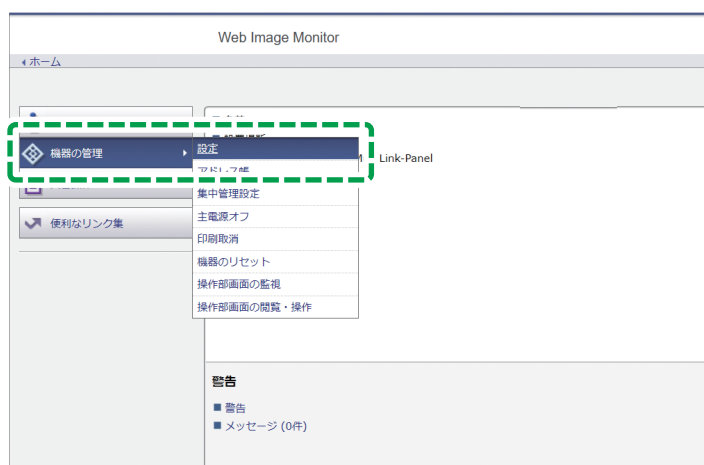 Web Image Monitor
ホーム
機器の管理
設定
Link-Panel
アドレス帳
集中管理設定
主電源オフ
便利なリンク集
印刷取消
機器のリセット
操作部画面の監視
操作部画面の閲覧・操作
警告
警告
メッセージ (0件)